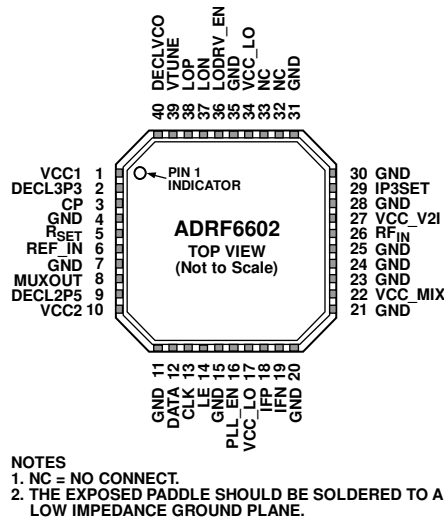 40 DECLVCO
39 VTUNE
38 LOP
37 LON
36 LODRV_EN
35 GND
34 VCC_LO
33 NC
32 NC
31 GND
VCC1 1
DECL3P3 2
CP 3
GND 4
RSET 5
REF_IN 6
GND 7
MUXOUT 8
DECL2P5 9
VCC2 10
PIN 1
INDICATOR
ADRF6602
TOP VIEW
(Not to Scale)
30 GND
29 IP3SET
28 GND
27 VCC_V2I
26 RFIN
25 GND
24 GND
23 GND
22 VCC_MIX
21 GND
GND 11
DATA 12
CLK 13
LE 14
GND 15
PLL_EN 16
VCC_LO 17
IFP 18
IFN 19
GND 20
NOTES
1. NC = NO CONNECT.
2. THE EXPOSED PADDLE SHOULD BE SOLDERED TO A
LOW IMPEDANCE GROUND PLANE.